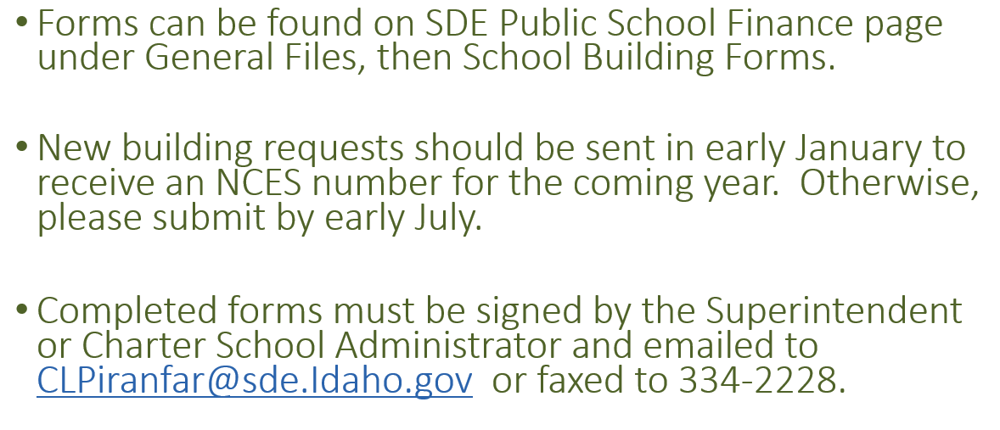 • Forms can be found on SDE Public School Finance page
under General Files, then School Building Forms.
• New building requests should be sent in early January to
receive an NCES number for the coming year.  Otherwise,
please submit by early July.
• Completed forms must be signed by the Superintendent
or Charter School Administrator and emailed to
CLPiranfar@sde.Idaho.gov  or faxed to 334-2228.